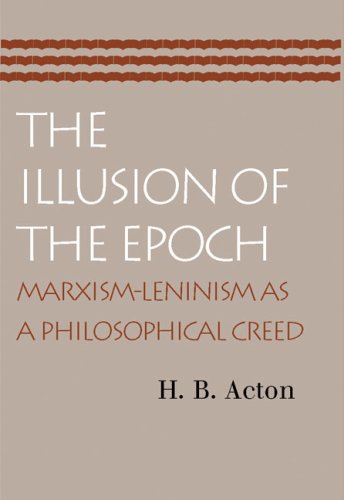 THE
ILLUSION OF
THE EPOCH
MARXISM-LENINISM AS
A PHILOSOPHICAL CREED
H. B. Acton